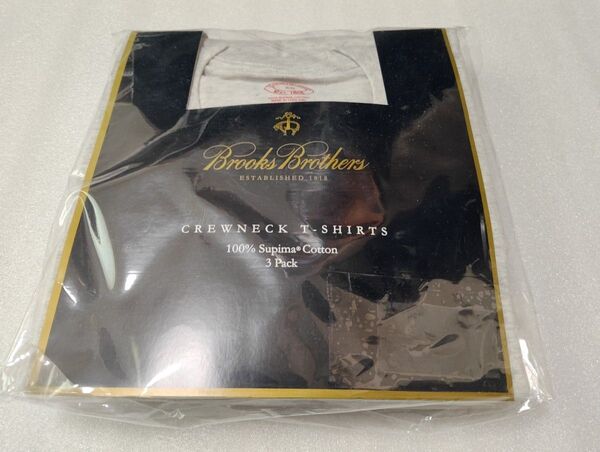 Brooks Brothers
ESTABLISHED 1818
CREWNECK T-SHIRTS
100% Supima® Cotton
3 Pack